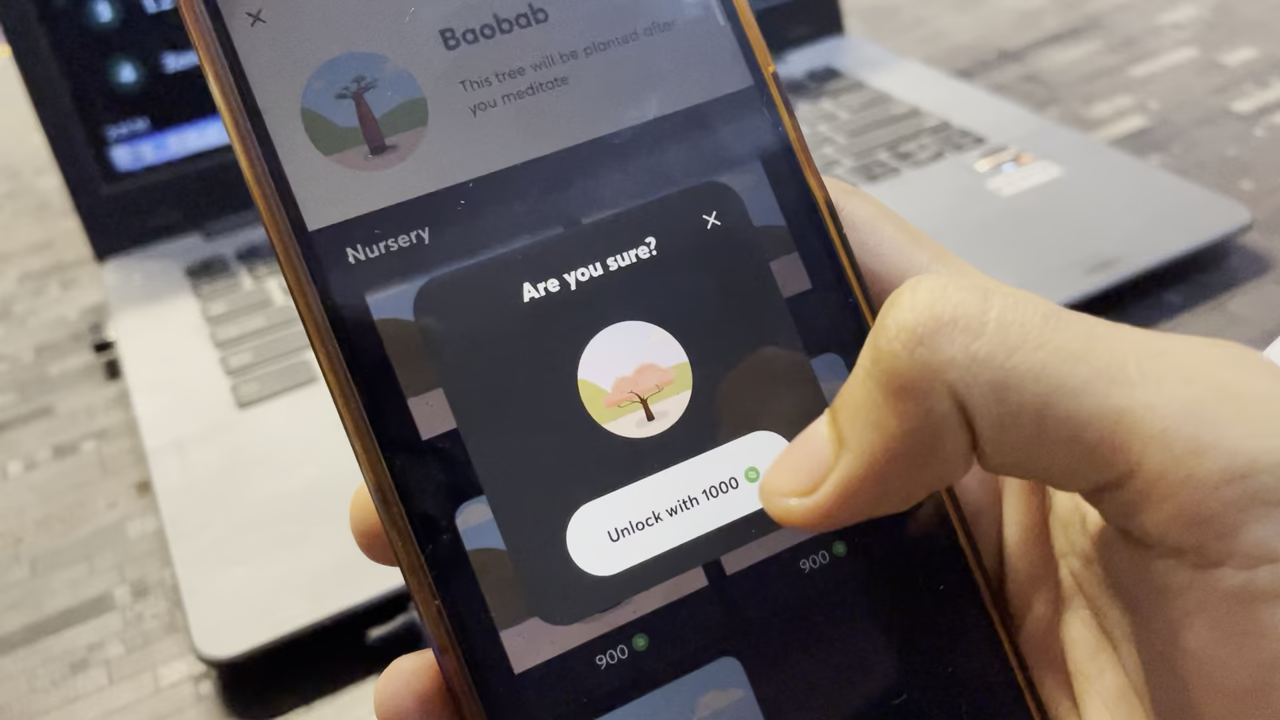 Baobab
This tree will be planted after
you meditate
Nursery
Are you sure?
Unlock with 1000
900
900